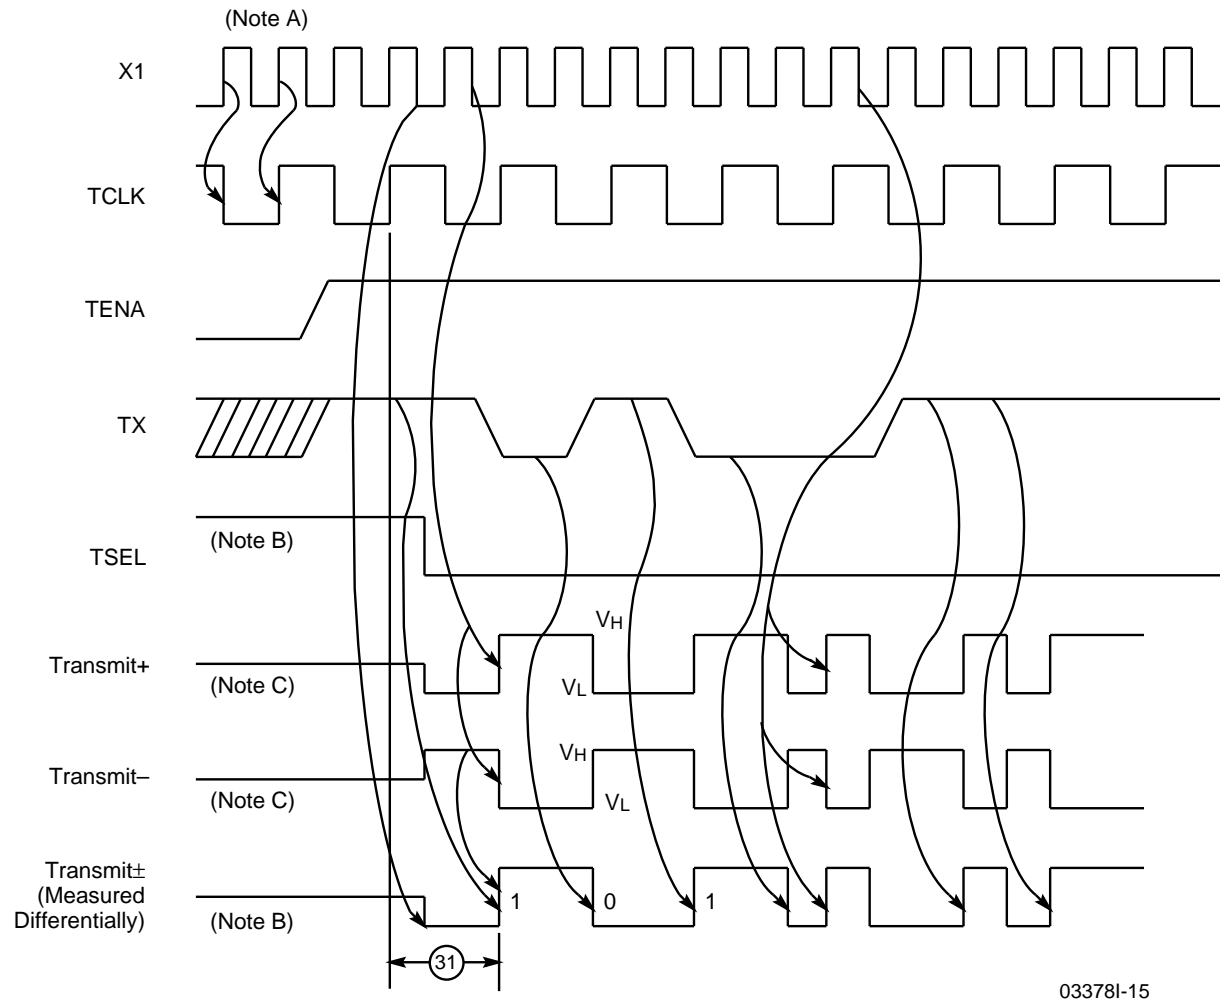 (Note A)
X1
TCLK
TENA
TX
(Note B)
TSEL
VH
Transmit+
(Note C)
VL
VH
Transmit–
(Note C)
VL
Transmit±
(Measured
Differentially)
(Note B)
1
0
1
31
03378I-15